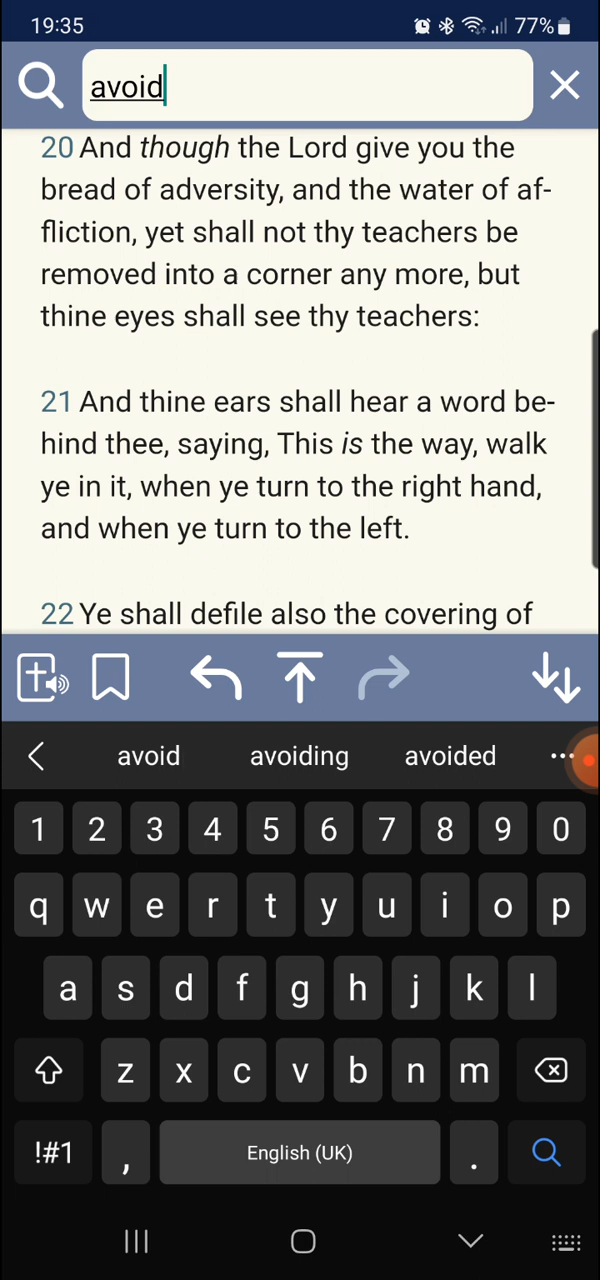 19:35 77%
avoid
20 And though the Lord give you the
bread of adversity, and the water of af-
fliction, yet shall not thy teachers be
removed into a corner any more, but
thine eyes shall see thy teachers:
21 And thine ears shall hear a word be-
hind thee, saying, This is the way, walk
ye in it, when ye turn to the right hand,
and when ye turn to the left.
22 Ye shall defile also the covering of
avoid avoiding avoided ...
1 2 3 4 5 6 7 8 9 0
q w e r t y u i o p
a s d f g h j k l
z x c v b n m
!#1 , English (UK) .